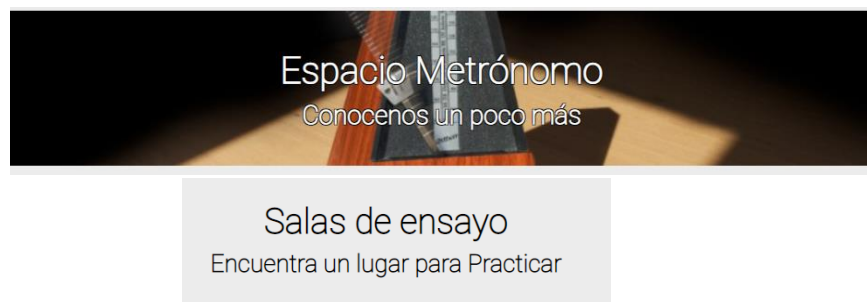 Espacio Metrónomo
Conocenos un poco más
Salas de ensayo
Encuentra un lugar para Practicar